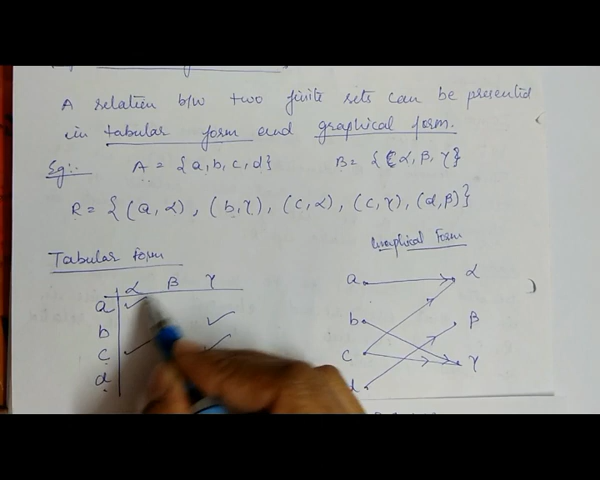 A relation b/w two finite sets can be presented
in tabular form and graphical form.
Eg:- A = {a, b, c, d} B = {α, β, γ}
R = {(a, α), (b, γ), (c, α), (c, γ), (d, β)}
Tabular form
Graphical Form
α β γ
a
b
c
d
a α
b β
c γ
d